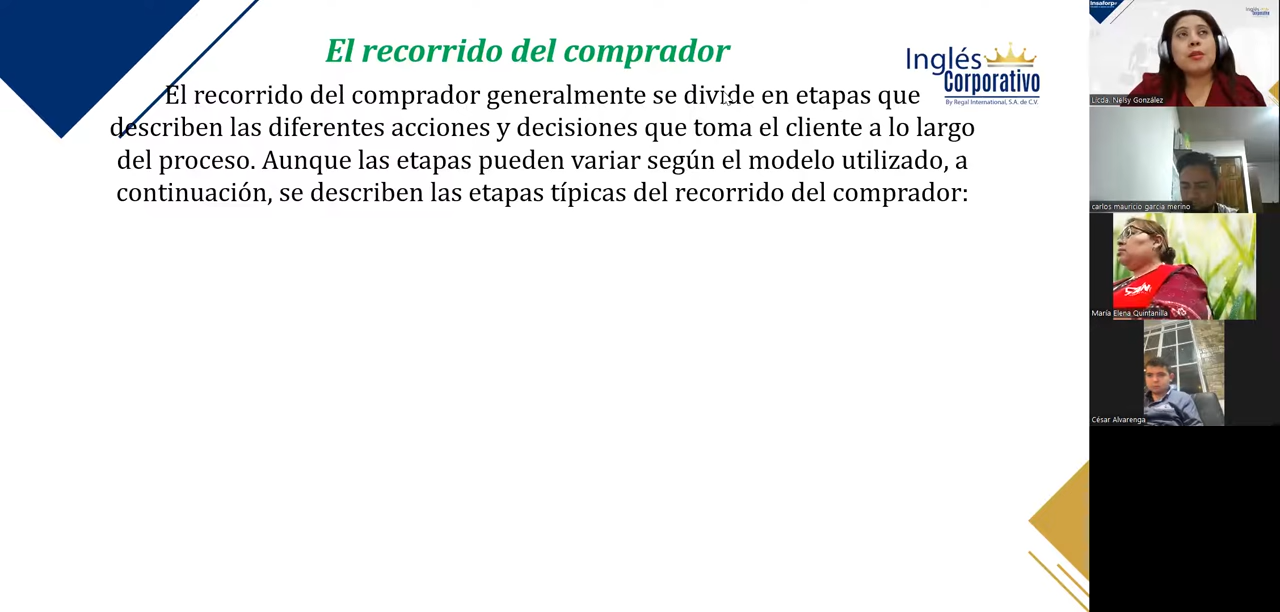 El recorrido del comprador
El recorrido del comprador generalmente se divide en etapas que
describen las diferentes acciones y decisiones que toma el cliente a lo largo
del proceso. Aunque las etapas pueden variar según el modelo utilizado, a
continuación, se describen las etapas típicas del recorrido del comprador:
Inglés
Corporativo
By Regal International, S.A. de C.V.
Insaforp
Licda. Nelsy González
carlos mauricio garcia merino
María Elena Quintanilla
César Alvarenga